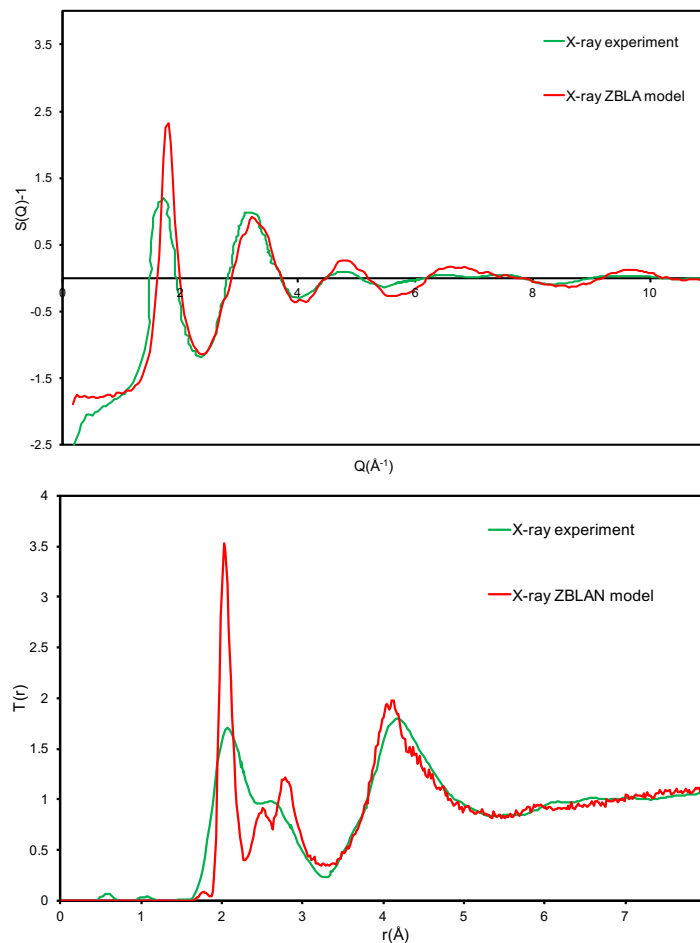 3.5
X-ray experiment
2.5
X-ray ZBLA model
1.5
S(Q)-1
0.5
0 2 4 6 8 10
-0.5
-1.5
-2.5
Q(Å⁻¹)
4
X-ray experiment
3.5
X-ray ZBLAN model
3
2.5
T(r)
2
1.5
1
0.5
0
0 1 2 3 4 5 6 7
r(Å)